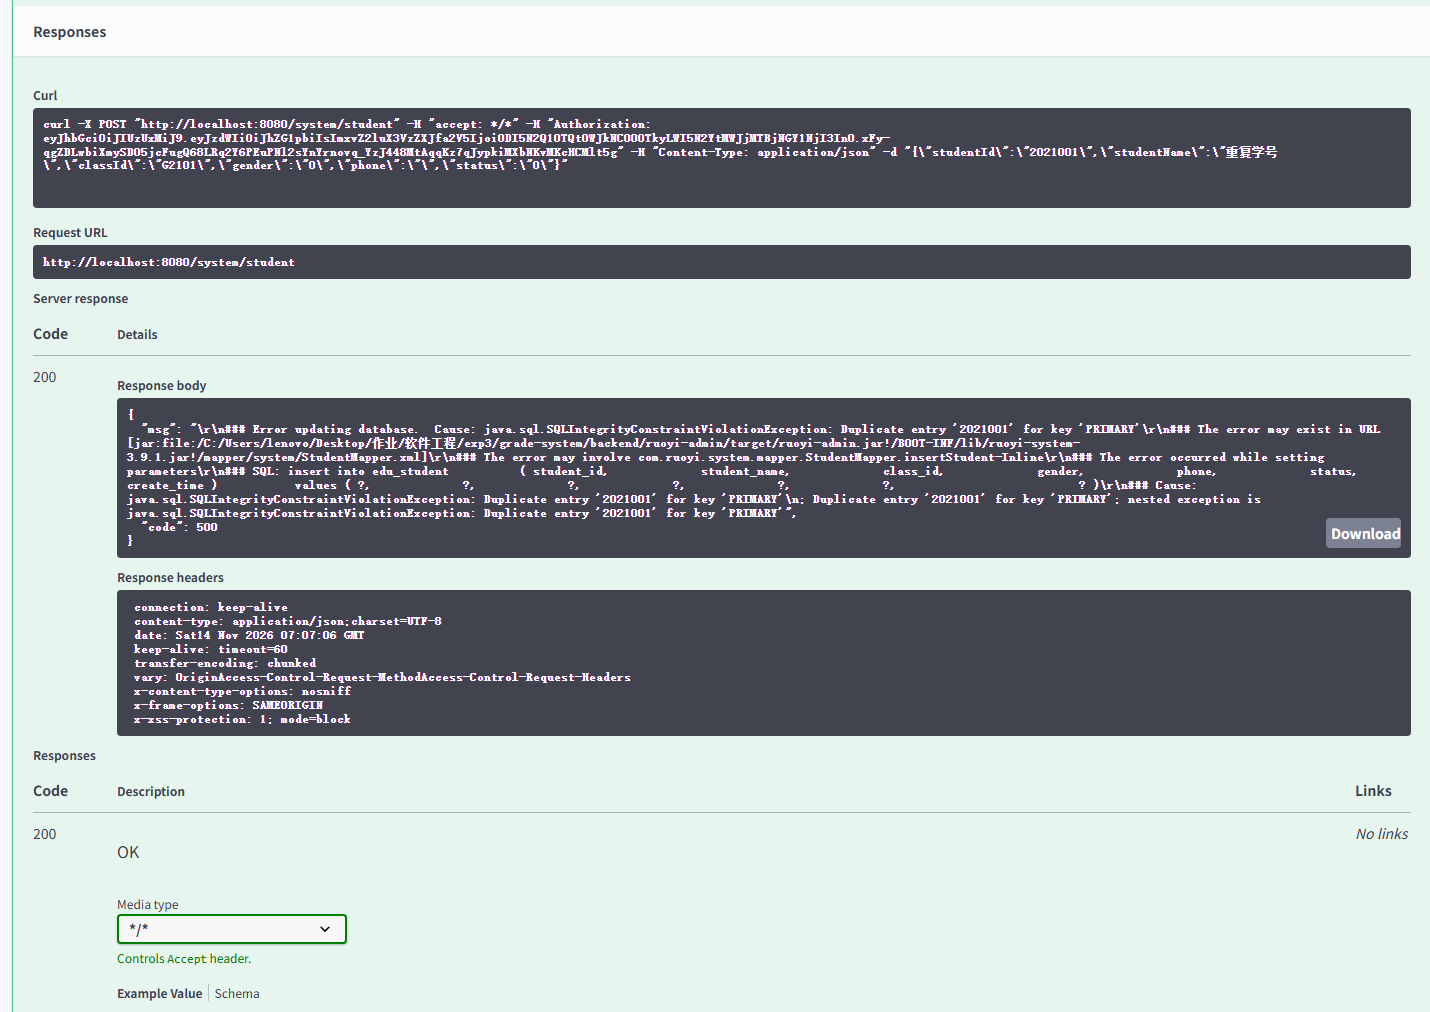 Responses
Curl
curl -X POST "http://localhost:8080/system/student" -H "accept: */*" -H "Authorization:
-H "Content-Type: application/json" -d "{\"studentId\":\"2021001\",\"studentName\":\"重复学号
\",\"classId\":\"G2101\",\"gender\":\"0\",\"phone\":\"\",\"status\":\"0\"}"
Request URL
http://localhost:8080/system/student
Server response
Code Details
200
Response body
{
"msg": "\r\n### Error updating database.  Cause: java.sql.SQLIntegrityConstraintViolationException: Duplicate entry '2021001' for key 'PRIMARY'\r\n### The error may exist in URL
[jar:file:/C:/Users/lenovo/Desktop/作业/软件工程/exp3/grade-system/backend/ruoyi-admin/target/ruoyi-admin.jar!/BOOT-INF/lib/ruoyi-system-
3.9.1.jar!/mapper/system/StudentMapper.xml]\r\n### The error may involve com.ruoyi.system.mapper.StudentMapper.insertStudent-Inline\r\n### The error occurred while setting
parameters\r\n### SQL: insert into edu_student ( student_id, student_name, class_id, gender, phone, status,
create_time ) values ( ?, ?, ?, ?, ?, ?, ? )\r\n### Cause:
java.sql.SQLIntegrityConstraintViolationException: Duplicate entry '2021001' for key 'PRIMARY'\n; Duplicate entry '2021001' for key 'PRIMARY'; nested exception is
java.sql.SQLIntegrityConstraintViolationException: Duplicate entry '2021001' for key 'PRIMARY'",
"code": 500
}
Download
Response headers
connection: keep-alive
content-type: application/json;charset=UTF-8
date: Sat14 Nov 2026 07:07:06 GMT
keep-alive: timeout=60
transfer-encoding: chunked
vary: OriginAccess-Control-Request-MethodAccess-Control-Request-Headers
x-content-type-options: nosniff
x-frame-options: SAMEORIGIN
x-xss-protection: 1; mode=block
Responses
Code Description Links
200
OK
No links
Media type
*/*
Controls Accept header.
Example Value Schema